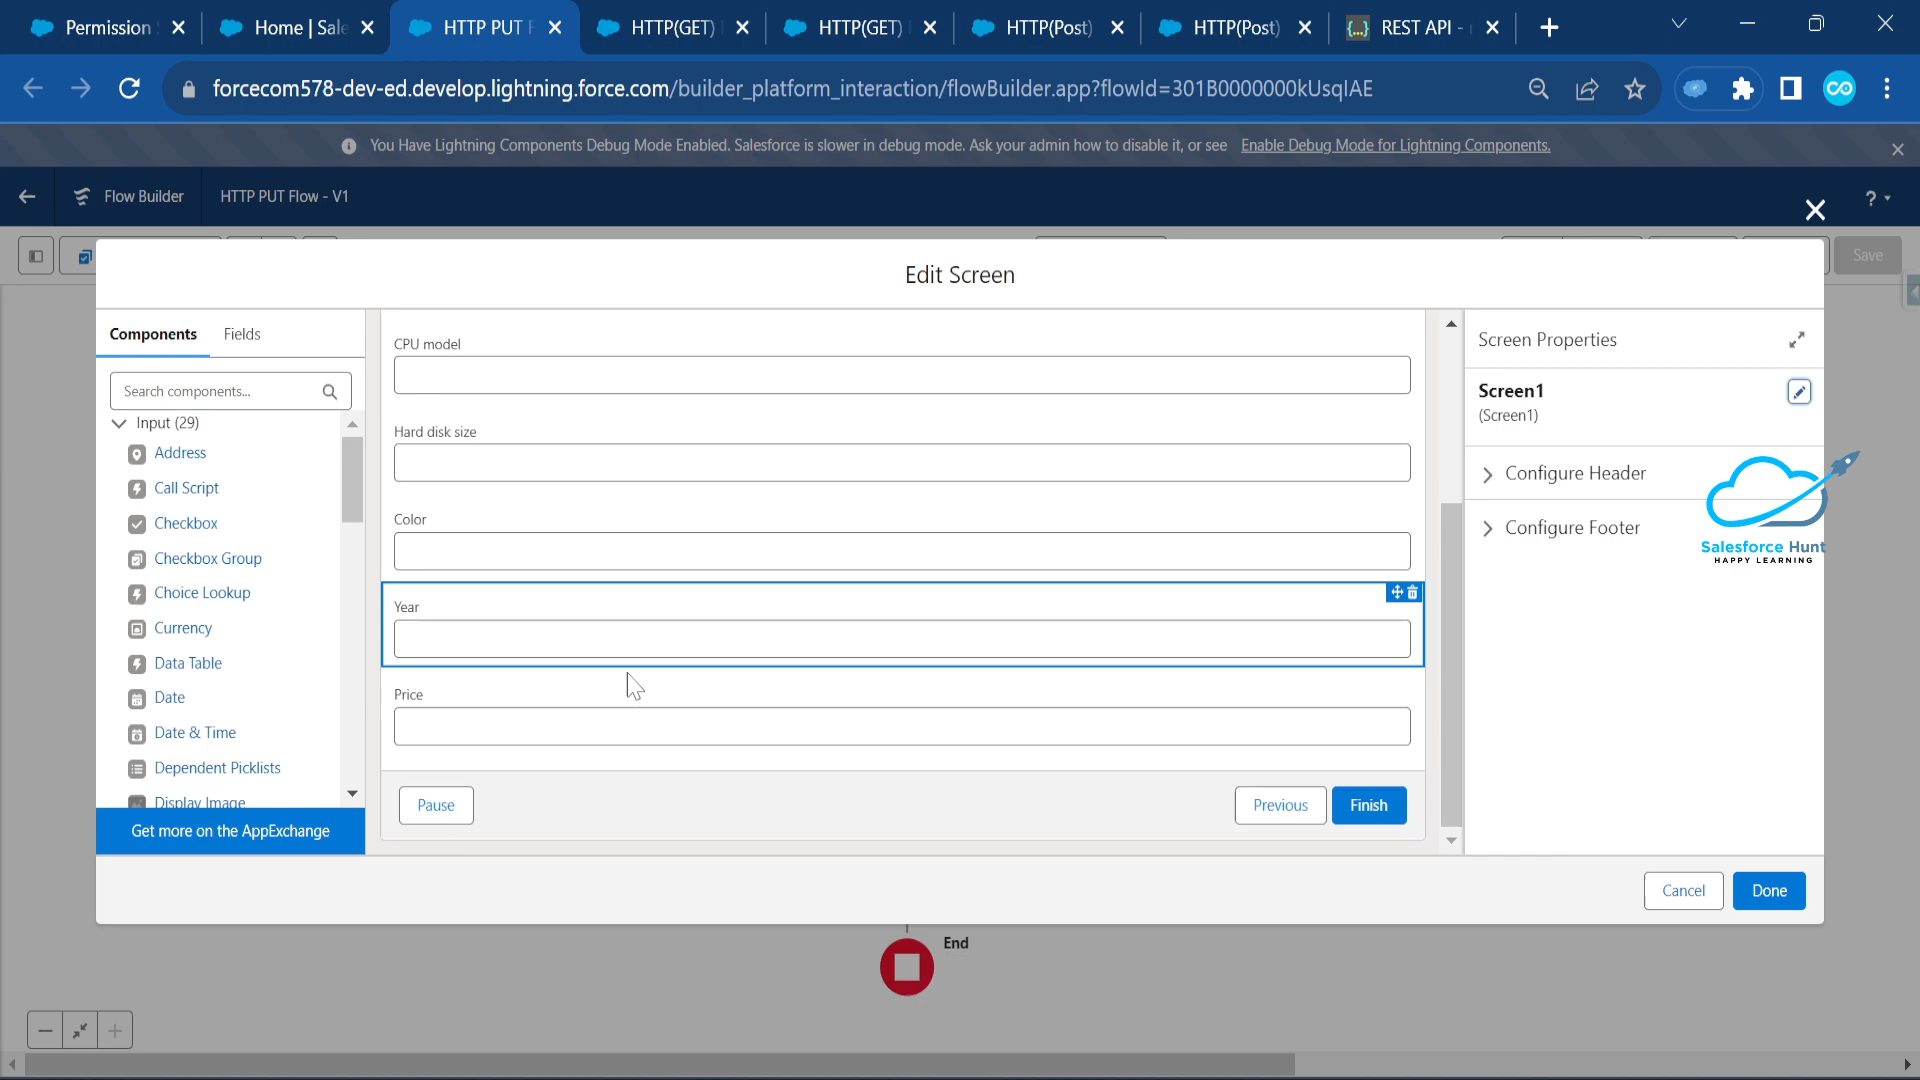 Permission
Home | Sale
HTTP PUT F
HTTP(GET)
HTTP(GET)
HTTP(Post)
HTTP(Post)
REST API -
forcecom578-dev-ed.develop.lightning.force.com/builder_platform_interaction/flowBuilder.app?flowId=301B0000000kUsqIAE
You Have Lightning Components Debug Mode Enabled. Salesforce is slower in debug mode. Ask your admin how to disable it, or see Enable Debug Mode for Lightning Components.
Flow Builder
HTTP PUT Flow - V1
?
Save
Edit Screen
Components
Fields
Search components...
Input (29)
Address
Call Script
Checkbox
Checkbox Group
Choice Lookup
Currency
Data Table
Date
Date & Time
Dependent Picklists
Display Image
Get more on the AppExchange
CPU model
Hard disk size
Color
Year
Price
Pause
Previous
Finish
Screen Properties
Screen1
(Screen1)
Configure Header
Configure Footer
Salesforce Hunt
HAPPY LEARNING
Cancel
Done
End